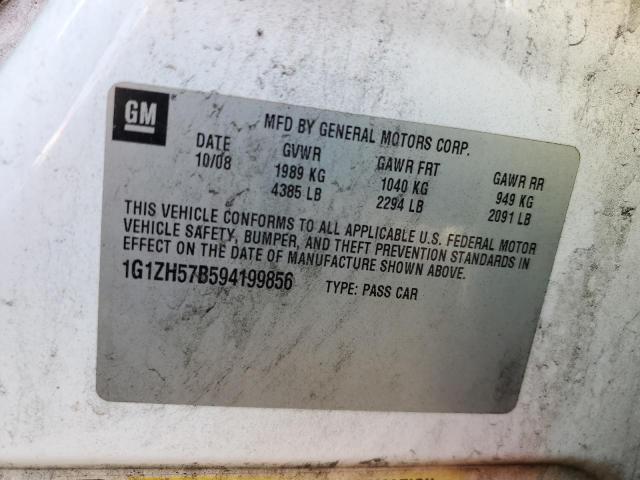 GM
MFD BY GENERAL MOTORS CORP.
DATE GVWR GAWR FRT GAWR RR
10/08 1989 KG 1040 KG 949 KG
4385 LB 2294 LB 2091 LB
THIS VEHICLE CONFORMS TO ALL APPLICABLE U.S. FEDERAL MOTOR
VEHICLE SAFETY, BUMPER, AND THEFT PREVENTION STANDARDS IN
EFFECT ON THE DATE OF MANUFACTURE SHOWN ABOVE.
1G1ZH57B594199856 TYPE: PASS CAR